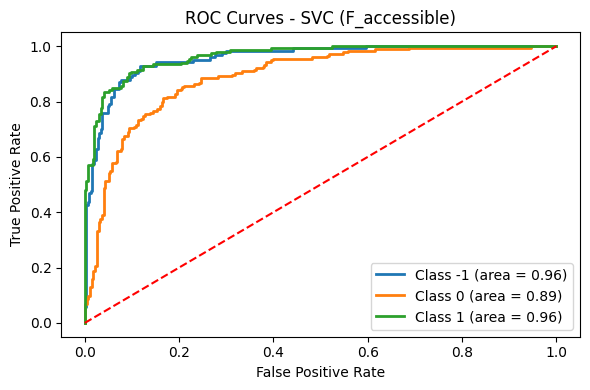 ROC Curves - SVC (F_accessible)
True Positive Rate
1.0
0.8
0.6
0.4
0.2
0.0
Class -1 (area = 0.96)
Class 0 (area = 0.89)
Class 1 (area = 0.96)
0.0 0.2 0.4 0.6 0.8 1.0
False Positive Rate